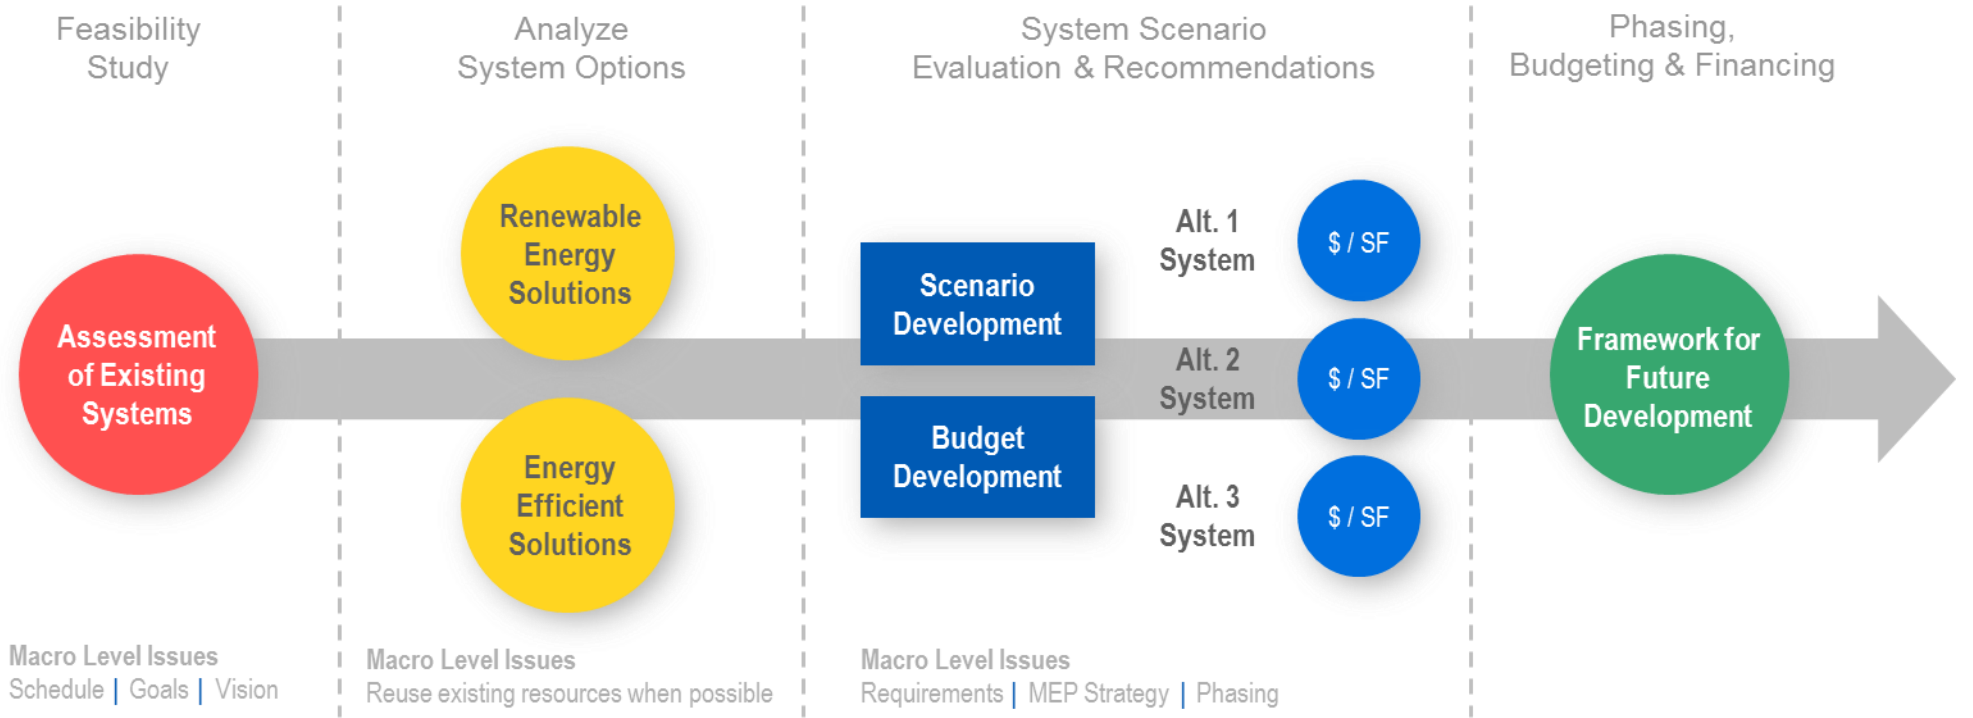 Feasibility
Study
Analyze
System Options
System Scenario
Evaluation & Recommendations
Phasing,
Budgeting & Financing
Assessment
of Existing
Systems
Renewable
Energy
Solutions
Energy
Efficient
Solutions
Scenario
Development
Budget
Development
Alt. 1
System
$ / SF
Alt. 2
System
$ / SF
Alt. 3
System
$ / SF
Framework for
Future
Development
Macro Level Issues
Schedule | Goals | Vision
Macro Level Issues
Reuse existing resources when possible
Macro Level Issues
Requirements | MEP Strategy | Phasing